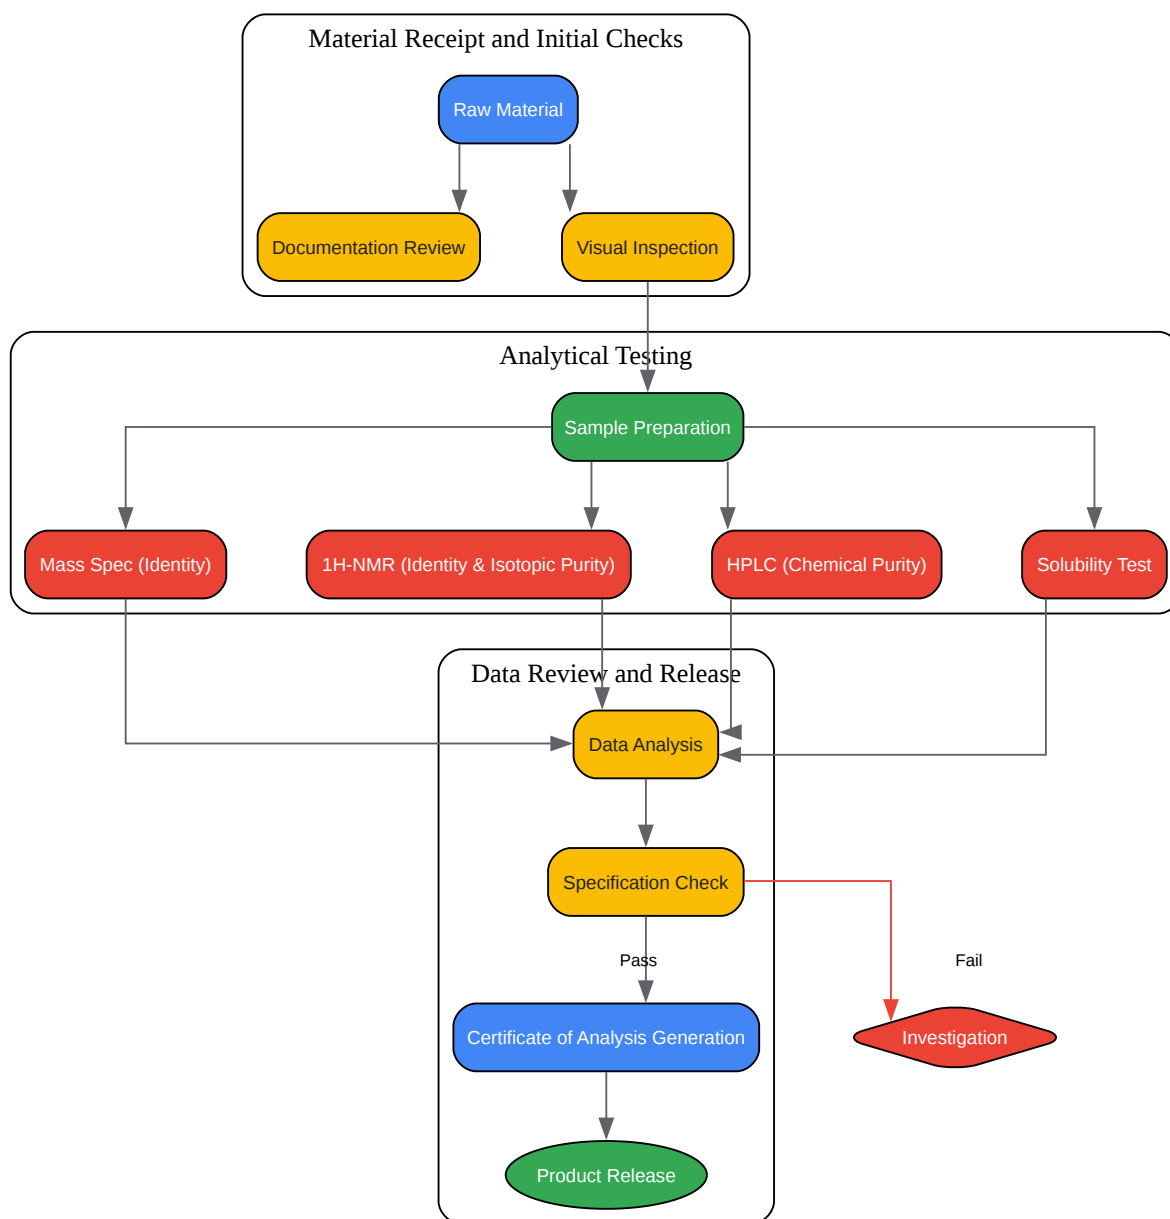 Material Receipt and Initial Checks
Raw Material
Documentation Review
Visual Inspection
Analytical Testing
Sample Preparation
Mass Spec (Identity)
1H-NMR (Identity & Isotopic Purity)
HPLC (Chemical Purity)
Solubility Test
Data Review and Release
Data Analysis
Specification Check
Pass
Fail
Certificate of Analysis Generation
Investigation
Product Release